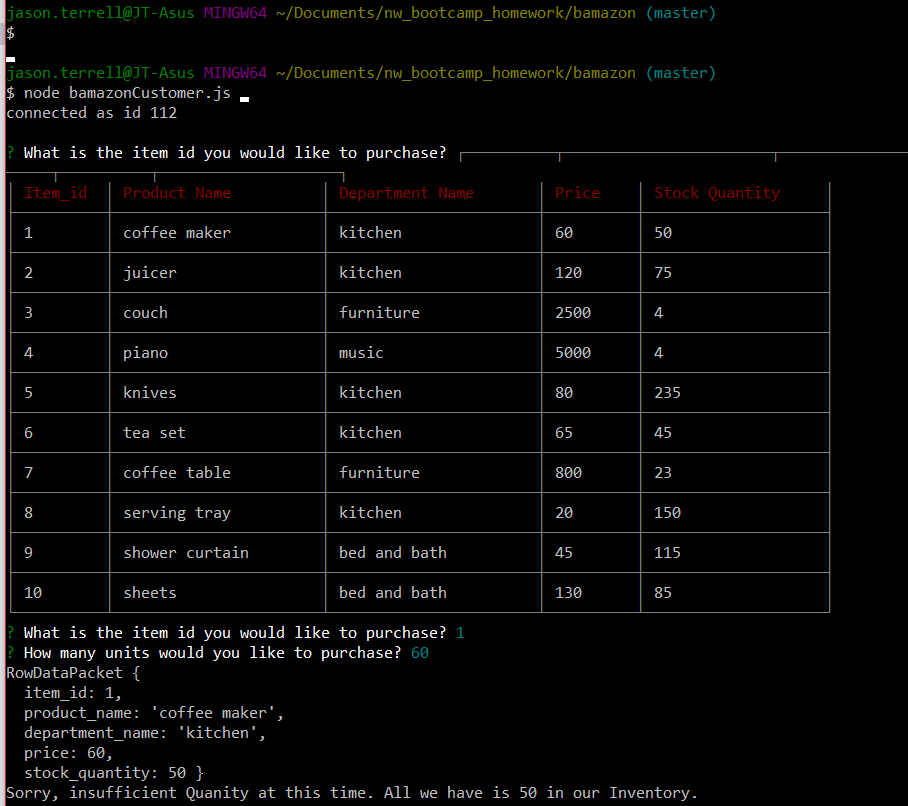 jason.terrell@JT-Asus MINGW64 ~/Documents/nw_bootcamp_homework/bamazon (master)
$
jason.terrell@JT-Asus MINGW64 ~/Documents/nw_bootcamp_homework/bamazon (master)
$ node bamazonCustomer.js
connected as id 112
? What is the item id you would like to purchase?
Item_id Product Name Department Name Price Stock Quantity
1 coffee maker kitchen 60 50
2 juicer kitchen 120 75
3 couch furniture 2500 4
4 piano music 5000 4
5 knives kitchen 80 235
6 tea set kitchen 65 45
7 coffee table furniture 800 23
8 serving tray kitchen 20 150
9 shower curtain bed and bath 45 115
10 sheets bed and bath 130 85
? What is the item id you would like to purchase? 1
? How many units would you like to purchase? 60
RowDataPacket {
  item_id: 1,
  product_name: 'coffee maker',
  department_name: 'kitchen',
  price: 60,
  stock_quantity: 50 }
Sorry, insufficient Quanity at this time. All we have is 50 in our Inventory.